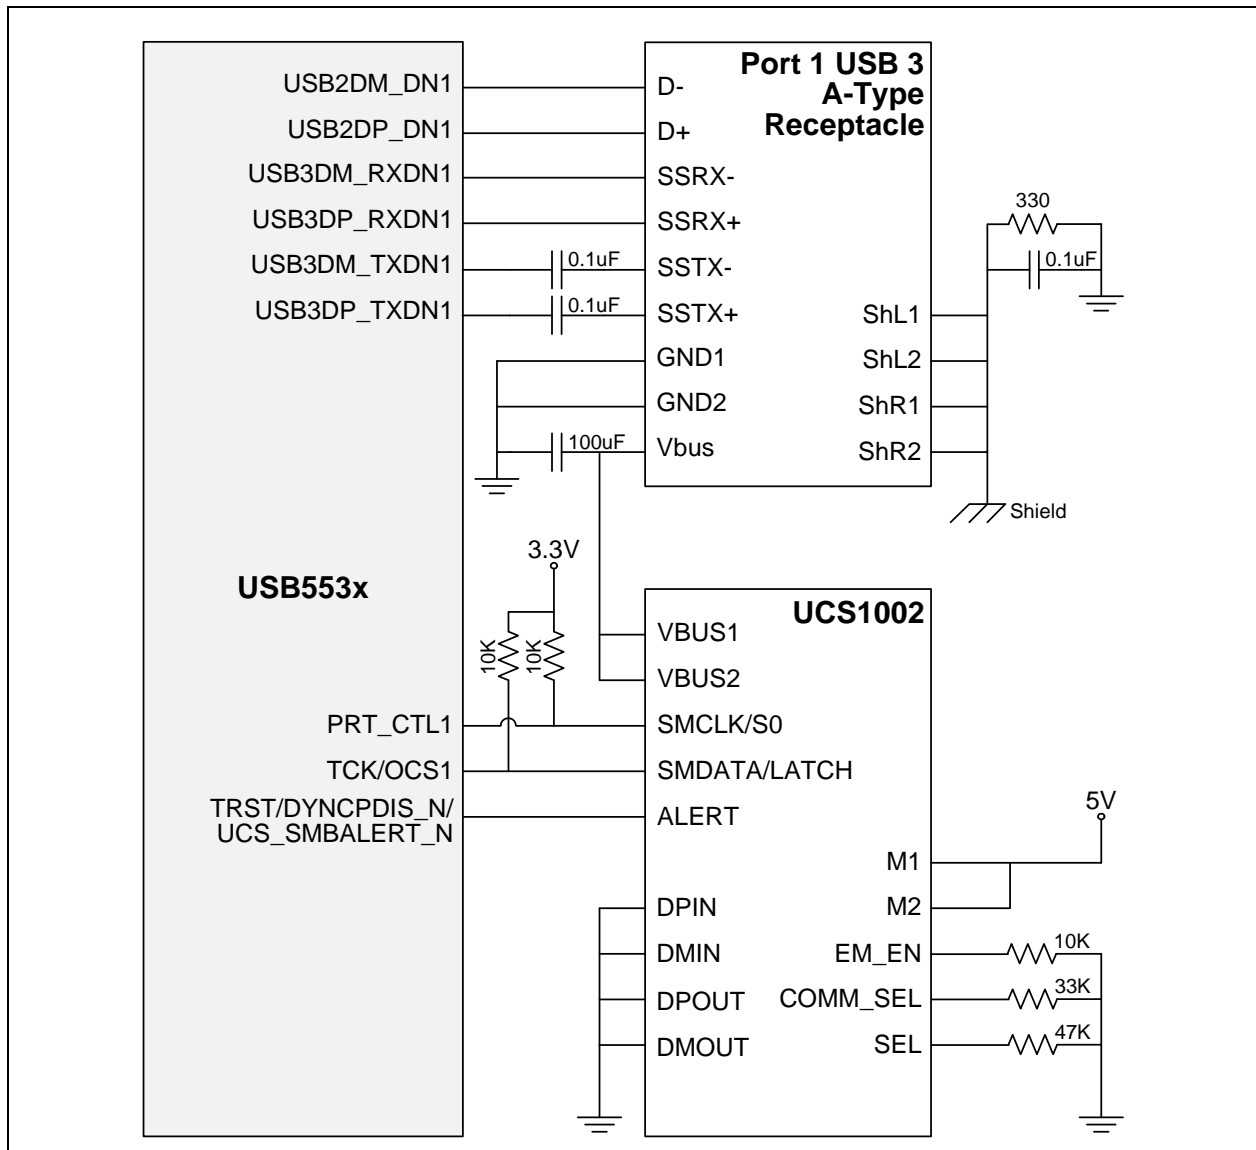 USB553x
USB2DM_DN1
USB2DP_DN1
USB3DM_RXDN1
USB3DP_RXDN1
USB3DM_TXDN1
USB3DP_TXDN1
PRT_CTL1
TCK/OCS1
TRST/DYNCPDIS_N/
UCS_SMBALERT_N
0.1uF
0.1uF
100uF
3.3V
10K
10K
Port 1 USB 3
A-Type
Receptacle
D-
D+
SSRX-
SSRX+
SSTX-
SSTX+
GND1
GND2
Vbus
ShL1
ShL2
ShR1
ShR2
330
0.1uF
Shield
UCS1002
VBUS1
VBUS2
SMCLK/S0
SMDATA/LATCH
ALERT
DPIN
DMIN
DPOUT
DMOUT
M1
M2
EM_EN
COMM_SEL
SEL
5V
10K
33K
47K